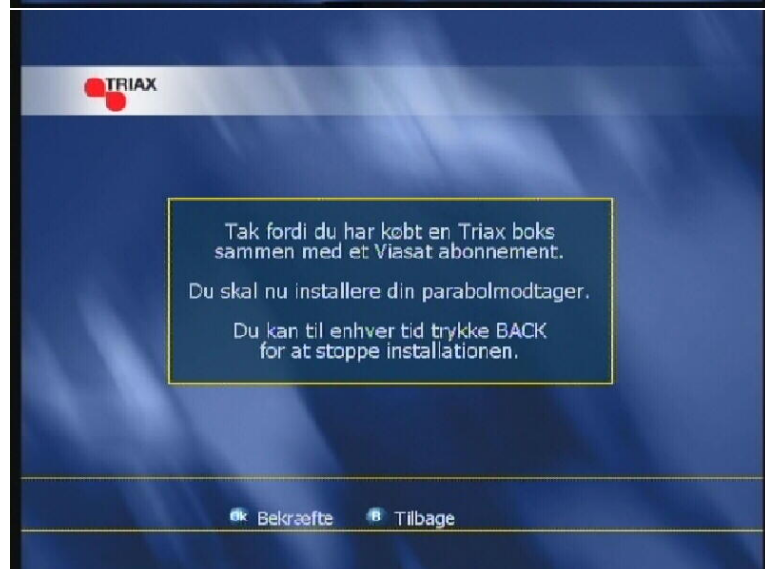 TRIAX
Tak fordi du har købt en Triax boks
sammen med et Viasat abonnement.
Du skal nu installere din parabolmodtager.
Du kan til enhver tid trykke BACK
for at stoppe installationen.
Ok Bekræfte B Tilbage